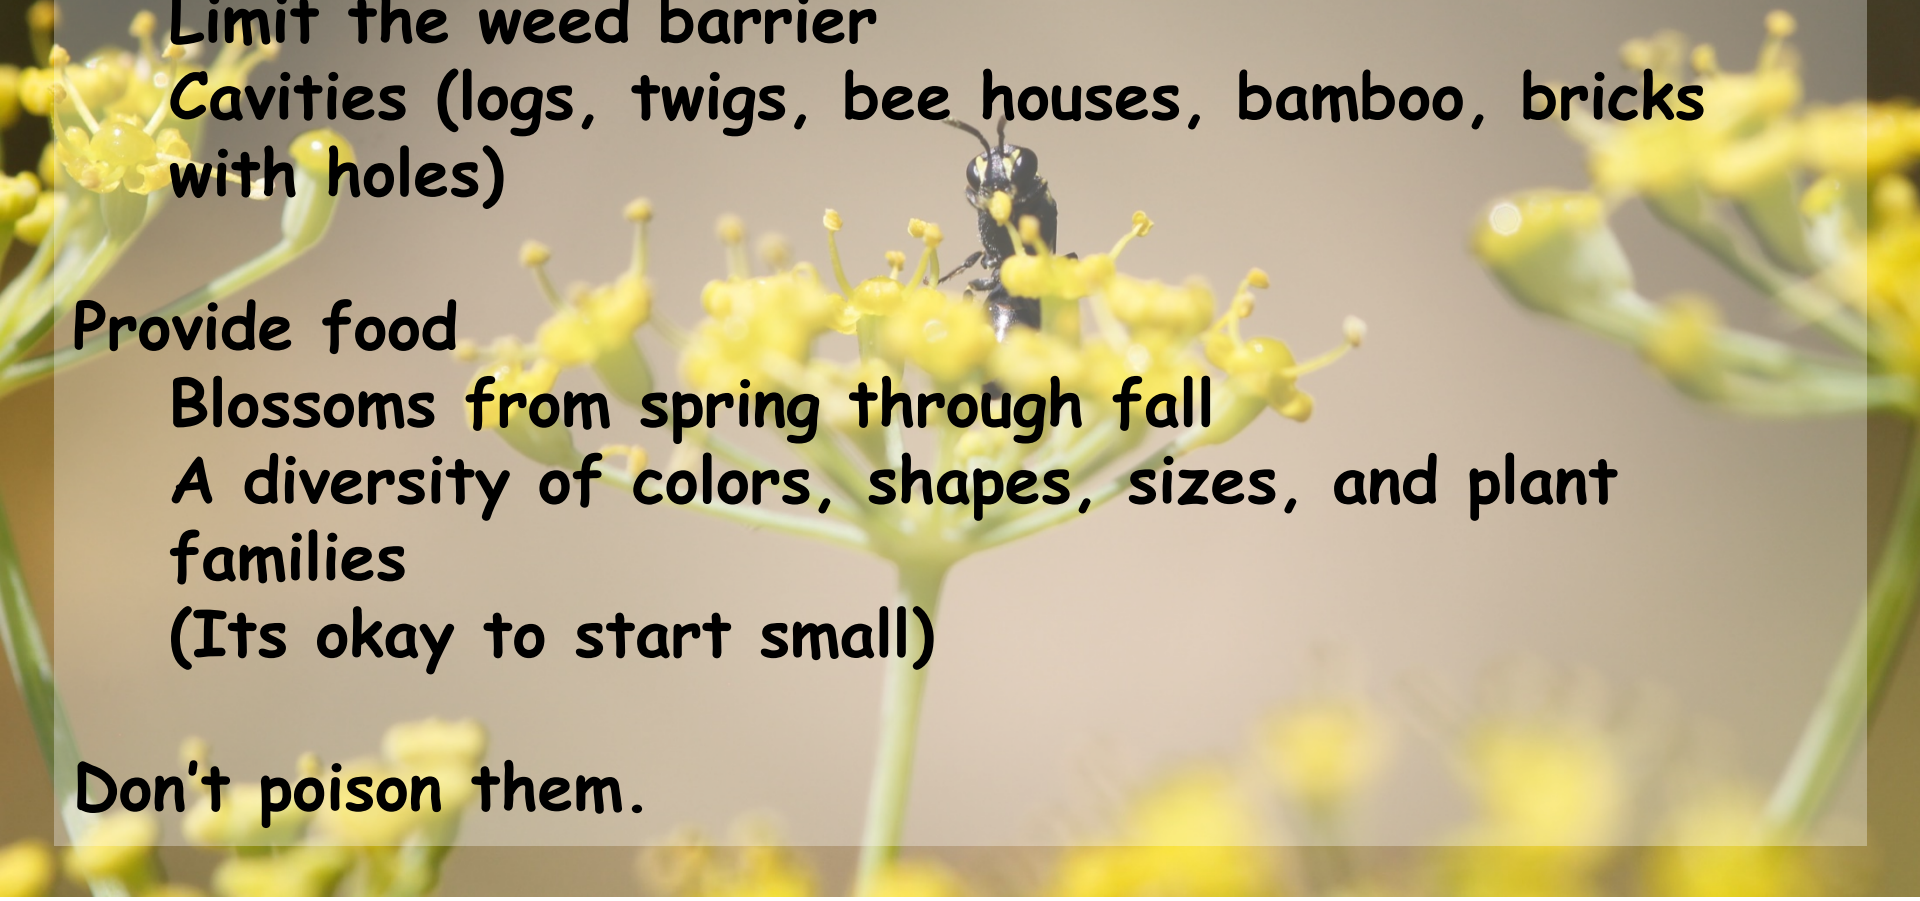 Limit the weed barrier
Cavities (logs, twigs, bee houses, bamboo, bricks
with holes)
Provide food
Blossoms from spring through fall
A diversity of colors, shapes, sizes, and plant
families
(Its okay to start small)
Don't poison them.